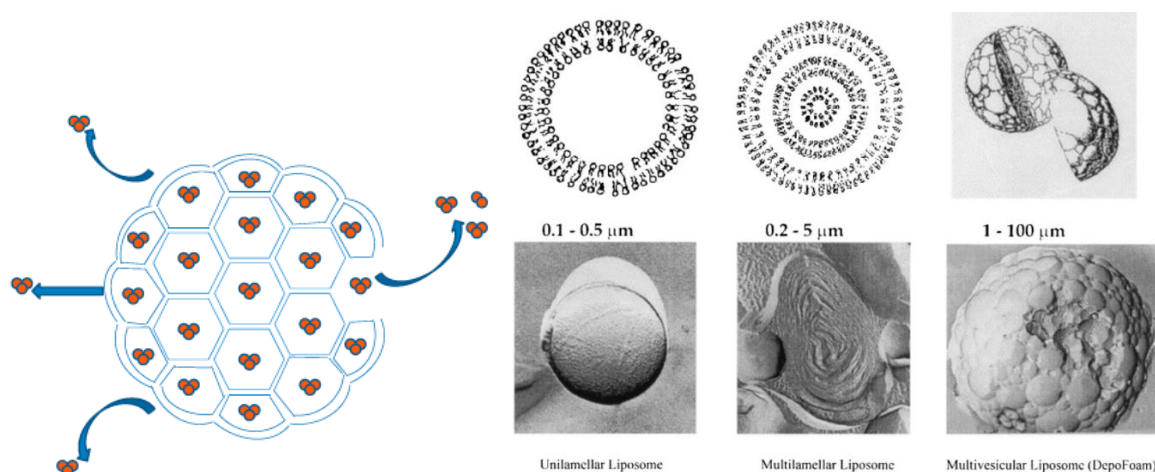 0.1 - 0.5 μm
0.2 - 5 μm
1 - 100 μm
Unilamellar Liposome
Multilamellar Liposome
Multivesicular Liposome (DepoFoam)